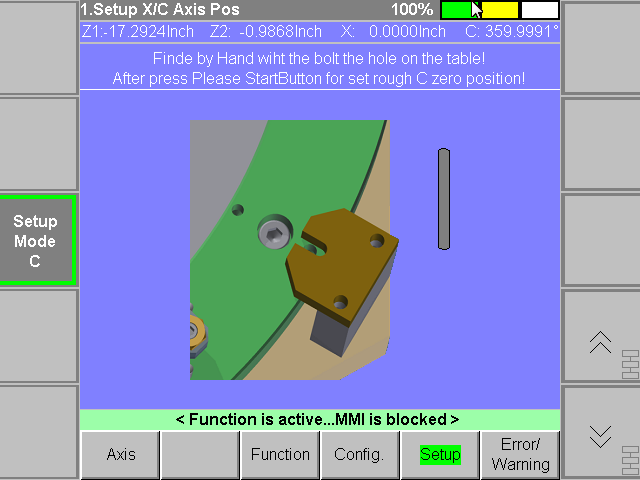 1.Setup X/C Axis Pos 100%
Z1:-17.2924Inch Z2: -0.9868Inch X: 0.0000Inch C: 359.9991°
Finde by Hand wiht the bolt the hole on the table!
After press Please StartButton for set rough C zero position!
Setup
Mode
C
< Function is active...MMI is blocked >
Axis Function Config. Setup Error/
Warning